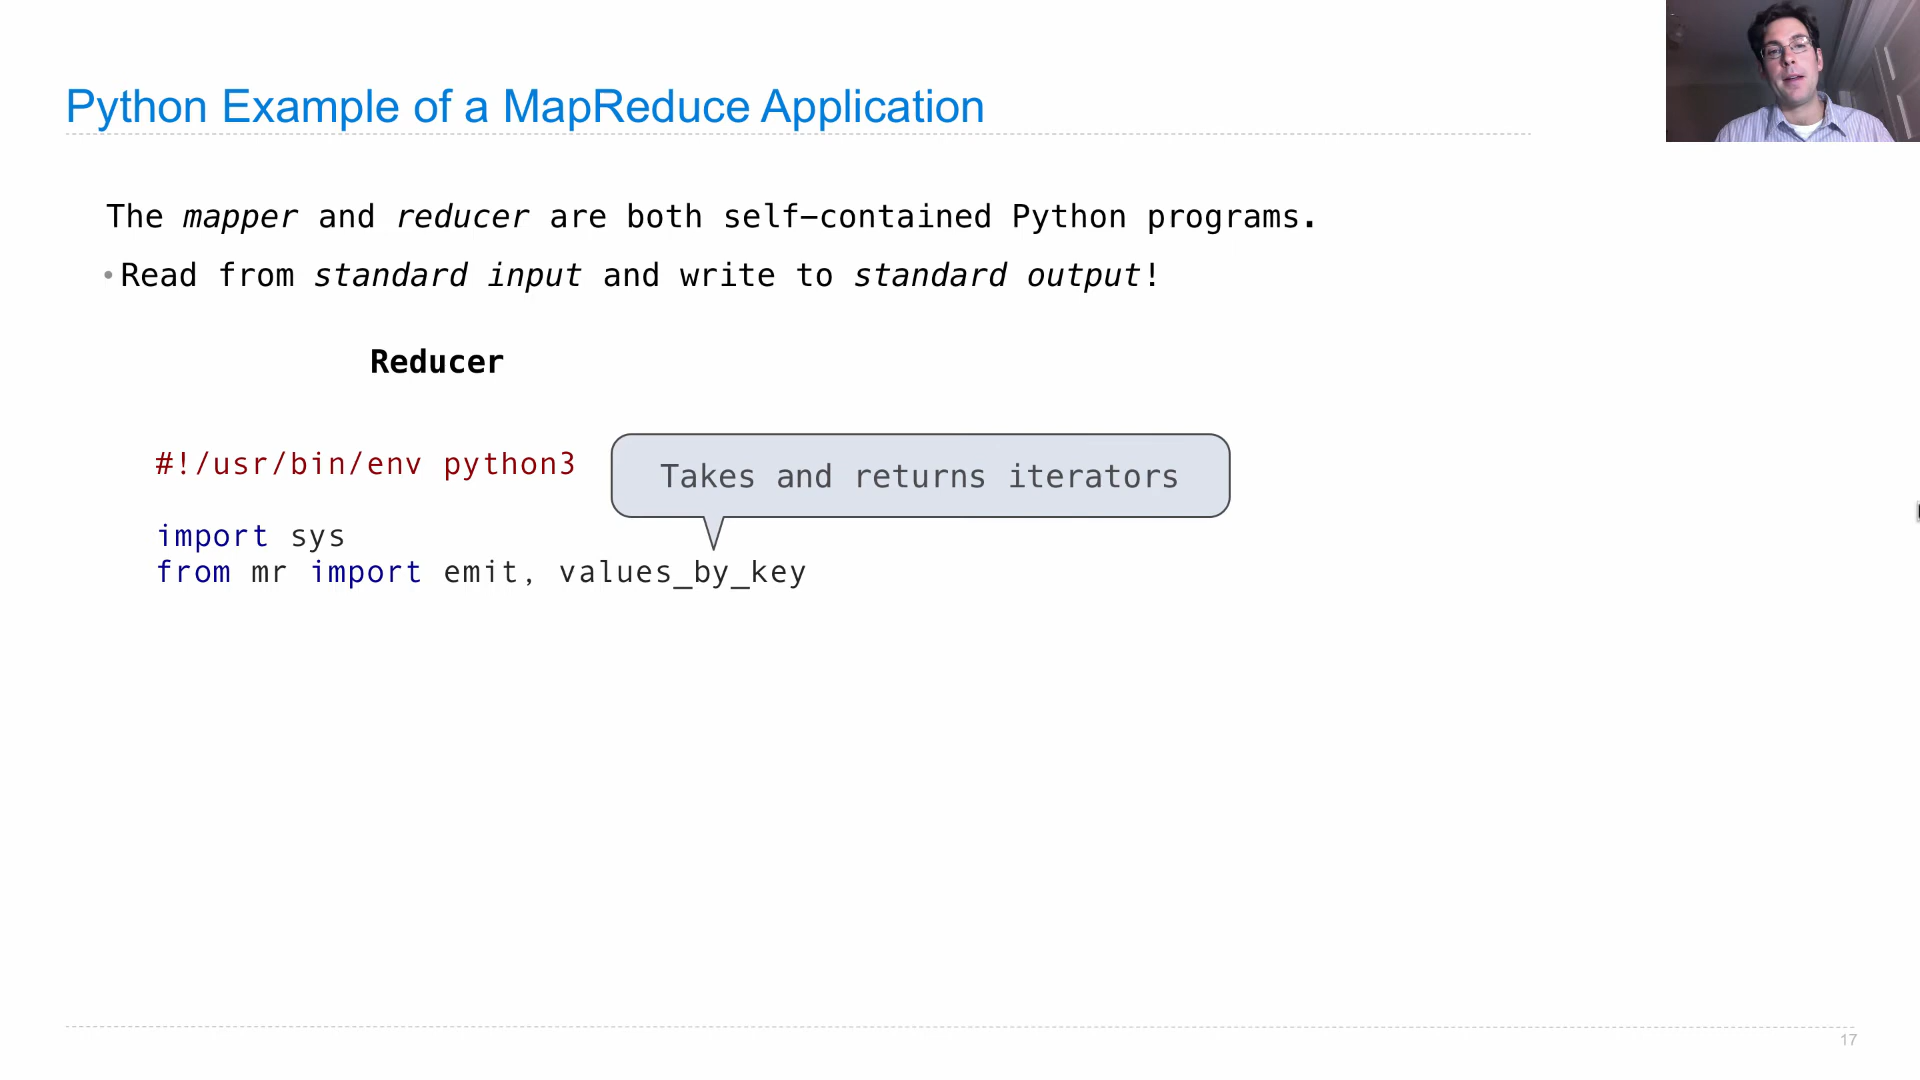 Python Example of a MapReduce Application
The mapper and reducer are both self-contained Python programs.
•Read from standard input and write to standard output!
Reducer
#!/usr/bin/env python3
Takes and returns iterators
import sys
from mr import emit, values_by_key
17